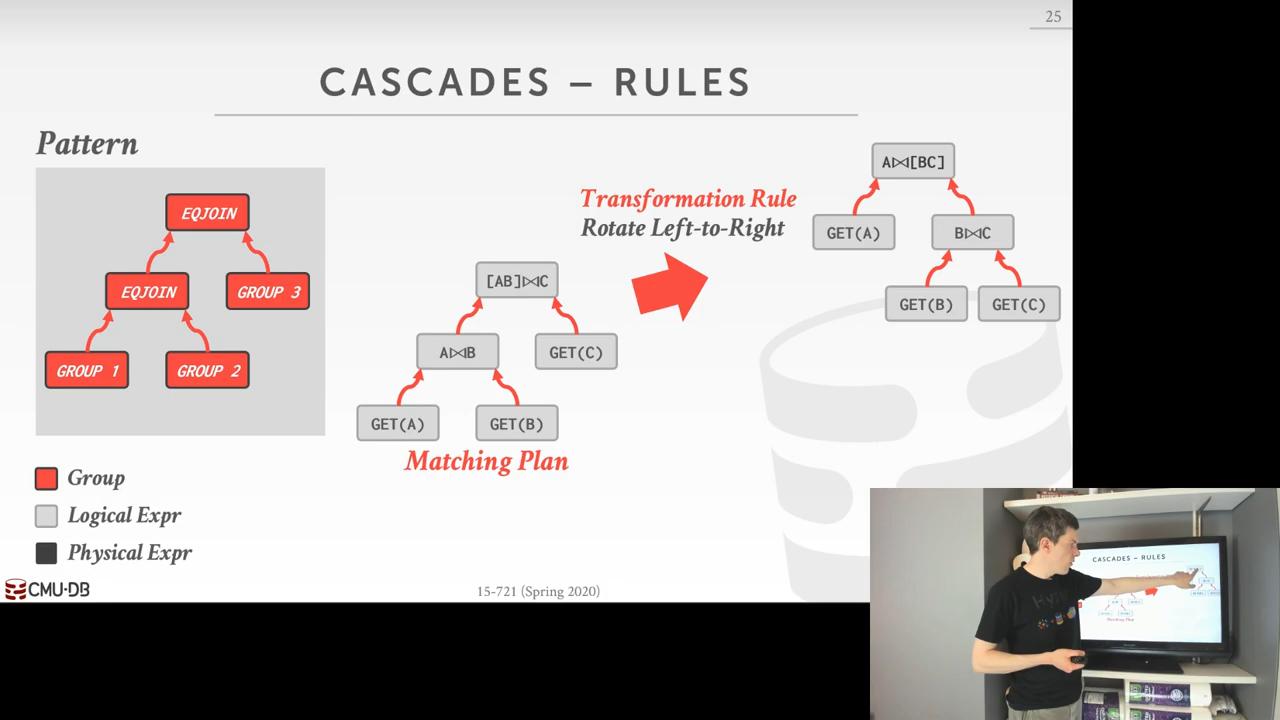 25
CASCADES – RULES
Pattern
EQJOIN
EQJOIN
GROUP 3
GROUP 1
GROUP 2
[AB]⋈C
A⋈B
GET(C)
GET(A)
GET(B)
Matching Plan
Transformation Rule
Rotate Left-to-Right
A⋈[BC]
GET(A)
B⋈C
GET(B)
GET(C)
Group
Logical Expr
Physical Expr
CMU·DB
15-721 (Spring 2020)
CASCADES – RULES
Matching Plan